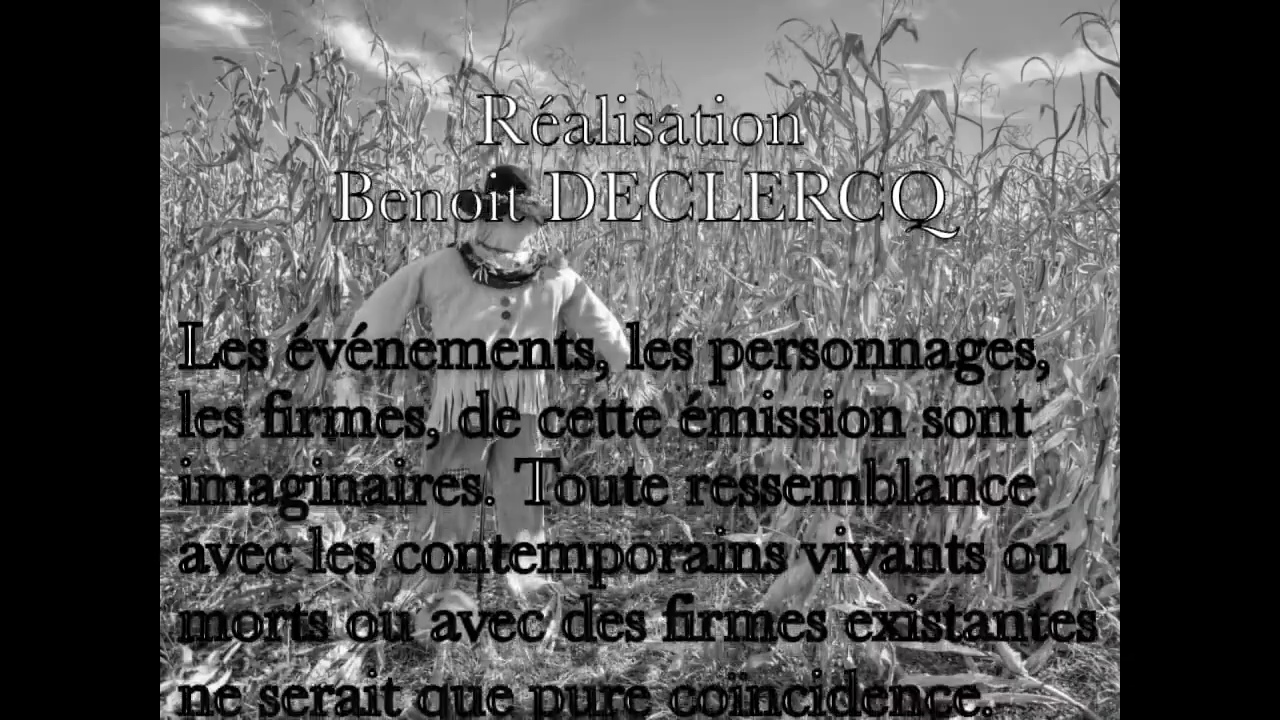 Réalisation
Benoit DECLERCQ
Les événements, les personnages,
les firmes, de cette émission sont
imaginaires. Toute ressemblance
avec les contemporains vivants ou
morts ou avec des firmes existantes
ne serait que pure coïncidence.